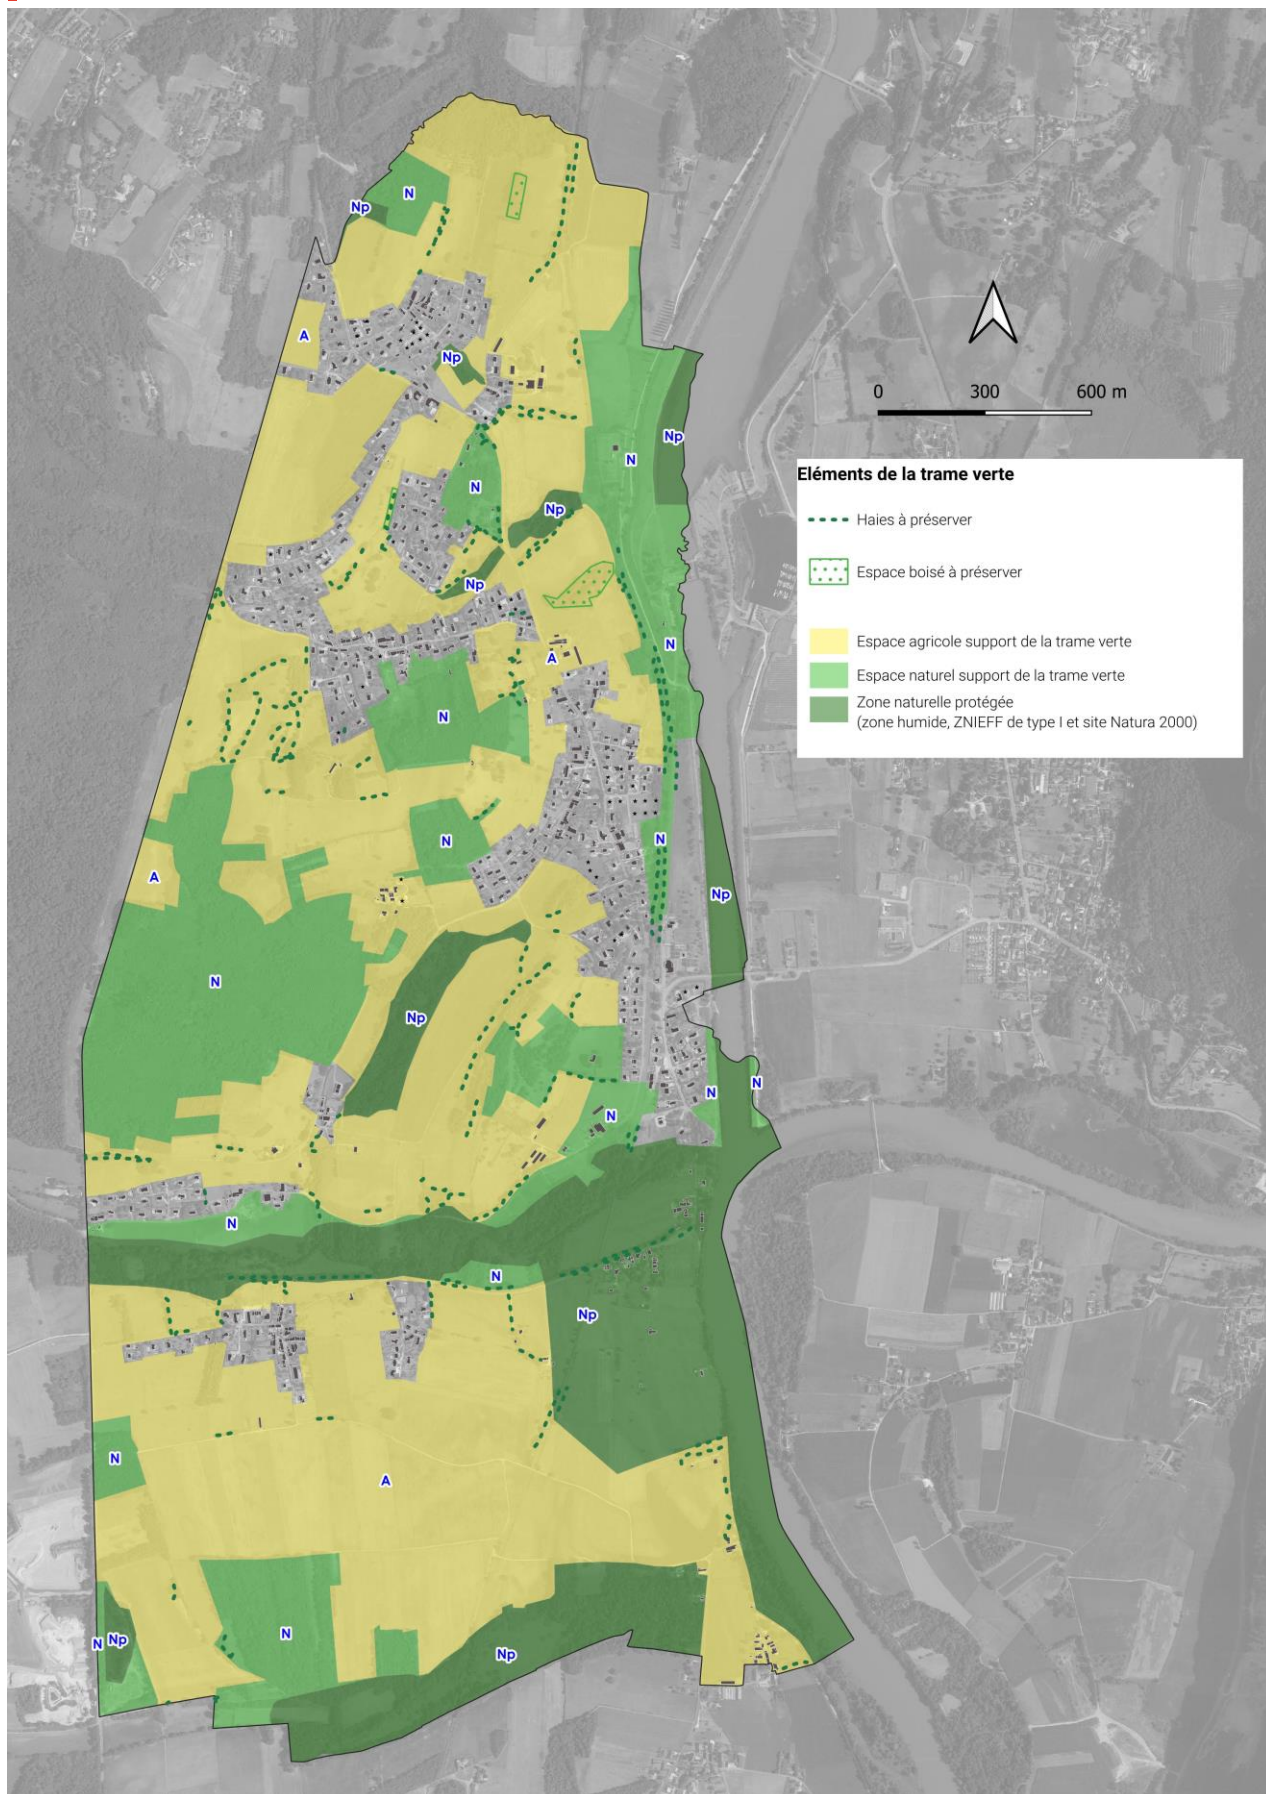 N
Np
A
Np
0 300 600 m
Np
N
Eléments de la trame verte
N
Np
Haies à préserver
Espace boisé à préserver
Np
Espace agricole support de la trame verte
N
A
Espace naturel support de la trame verte
Zone naturelle protégée
(zone humide, ZNIEFF de type I et site Natura 2000)
N
N
N
A
Np
N
Np
N
N
N
N
N
Np
N
A
N
N Np
Np